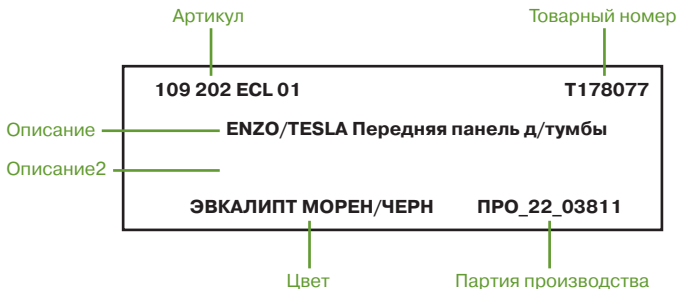 Артикул Товарный номер
109 202 ECL 01 T178077
Описание ENZO/TESLA Передняя панель д/тумбы
Описание2
ЭВКАЛИПТ МОРЕН/ЧЕРН ПРО_22_03811
Цвет Партия производства